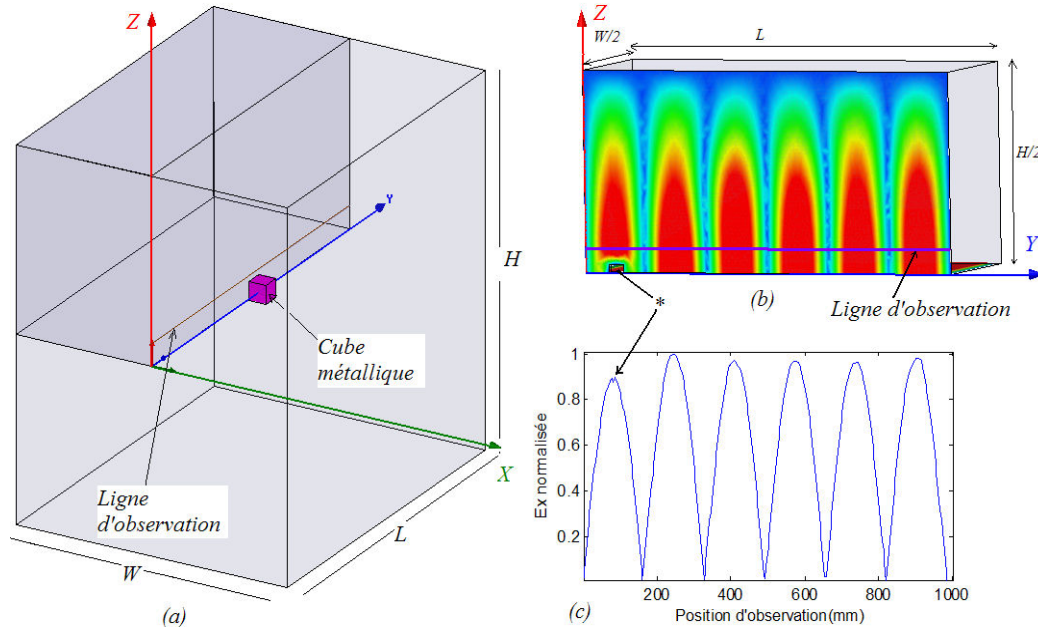 Z
Y
H
Cube
métallique
Ligne
d'observation
X
L
W
(a)
Z
W/2
L
H/2
Y
*
(b)
Ligne d'observation
Ex normalisée
1
0.8
0.6
0.4
0.2
200
400
600
800
1000
Position d'observation(mm)
(c)